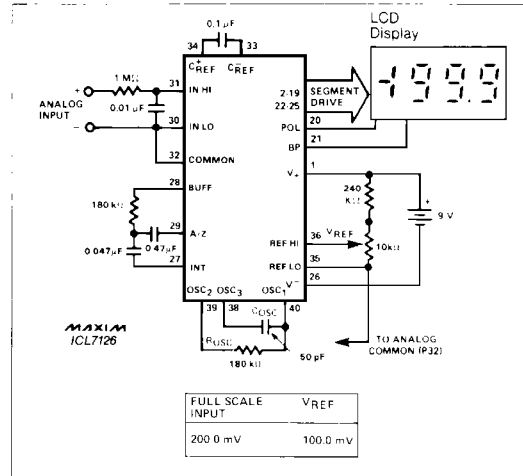 LCD
Display
-199.9
0.1µF
34 33
C+REF C-REF
1 MΩ
31 IN HI
ANALOG
INPUT
+
-
0.01 µF
30 IN LO
32 COMMON
28 BUFF
180 kΩ
29 A/Z
0.47µF
0.047µF
27 INT
2-19
22-25
SEGMENT
DRIVE
20
POL
21
BP
1
V+
240
KΩ
+
9 V
36 VREF
REF HI
10kΩ
35
REF LO
26
V-
OSC2 OSC3 OSC1
39 38 40
COSC
ROSC
180 kΩ
50 pF
TO ANALOG
COMMON (P32)
MAXIM
ICL7126
FULL SCALE
INPUT VREF
200.0 mV 100.0 mV